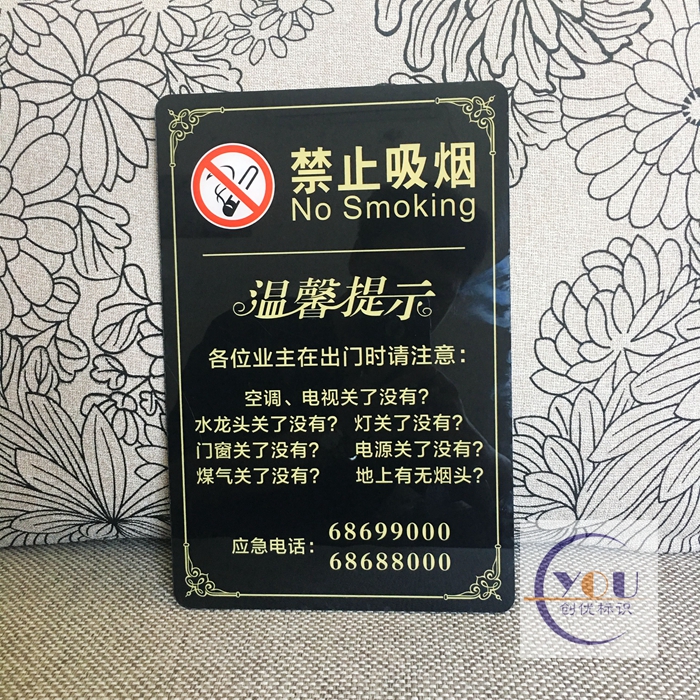 禁止吸烟
No Smoking
温馨提示
各位业主在出门时请注意：
空调、电视关了没有？
水龙头关了没有？ 灯关了没有？
门窗关了没有？ 电源关了没有？
煤气关了没有？ 地上有无烟头？
应急电话：68699000
68688000
YOU
创优标识